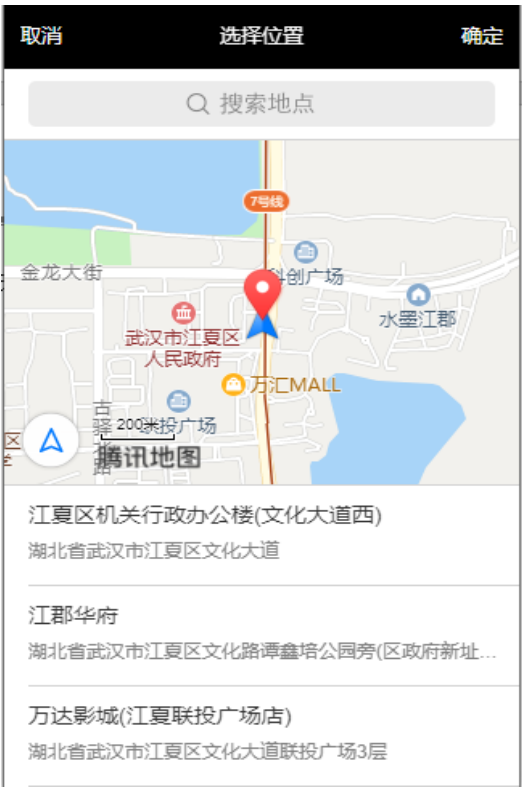 取消
选择位置
确定
搜索地点
7号线
金龙大街
科创广场
水墨江郡
武汉市江夏区
人民政府
万汇MALL
古驿
路
200米
投广场
区
腾讯地图
江夏区机关行政办公楼(文化大道西)
湖北省武汉市江夏区文化大道
江郡华府
湖北省武汉市江夏区文化路谭鑫培公园旁(区政府新址...
万达影城(江夏联投广场店)
湖北省武汉市江夏区文化大道联投广场3层